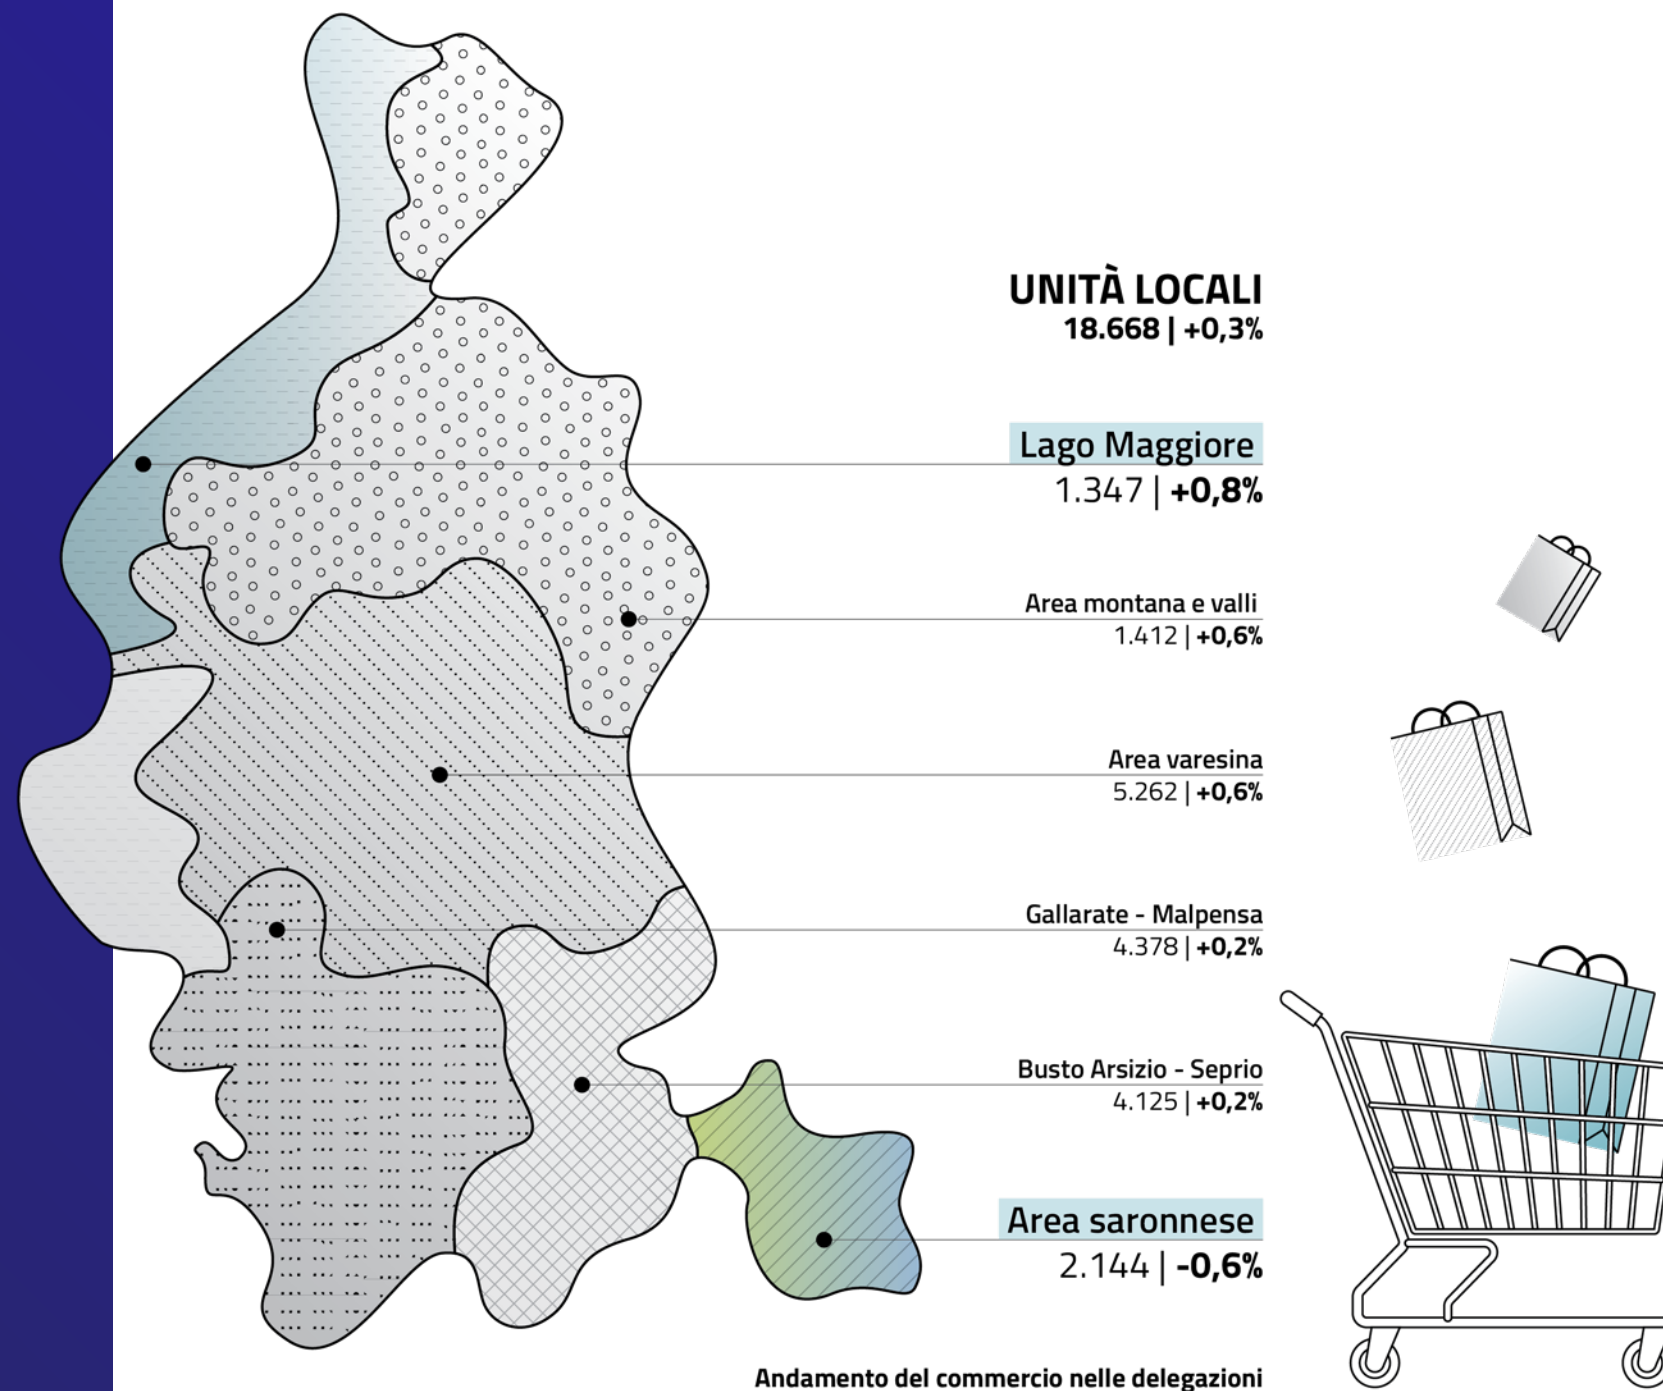 UNITÀ LOCALI
18.668 | +0,3%
Lago Maggiore
1.347 | +0,8%
Area montana e valli
1.412 | +0,6%
Area varesina
5.262 | +0,6%
Gallarate - Malpensa
4.378 | +0,2%
Busto Arsizio - Seprio
4.125 | +0,2%
Area saronnese
2.144 | -0,6%
Andamento del commercio nelle delegazioni